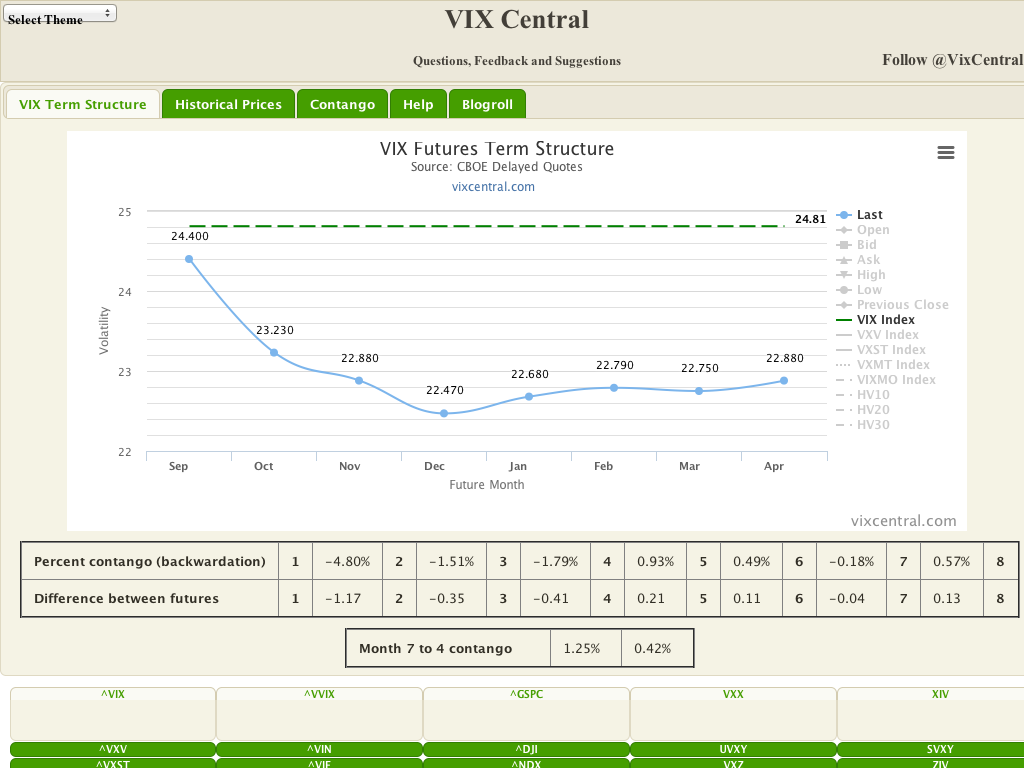 Select Theme
VIX Central
Questions, Feedback and Suggestions
Follow @VixCentral
VIX Term Structure
Historical Prices
Contango
Help
Blogroll
VIX Futures Term Structure
Source: CBOE Delayed Quotes
vixcentral.com
Volatility
25
24
23
22
24.81
24.400
23.230
22.880
22.470
22.680
22.790
22.750
22.880
Sep Oct Nov Dec Jan Feb Mar Apr
Future Month
Last
Open
Bid
Ask
High
Low
Previous Close
VIX Index
VXV Index
VXST Index
VXMT Index
VIXMO Index
HV10
HV20
HV30
vixcentral.com
Percent contango (backwardation) 1 −4.80% 2 −1.51% 3 −1.79% 4 0.93% 5 0.49% 6 −0.18% 7 0.57% 8
Difference between futures 1 −1.17 2 −0.35 3 −0.41 4 0.21 5 0.11 6 −0.04 7 0.13 8
Month 7 to 4 contango 1.25% 0.42%
^VIX ^VVIX ^GSPC VXX XIV
^VXV ^VIN ^DJI UVXY SVXY
^VXST ^VIF ^NDX VXZ ZIV